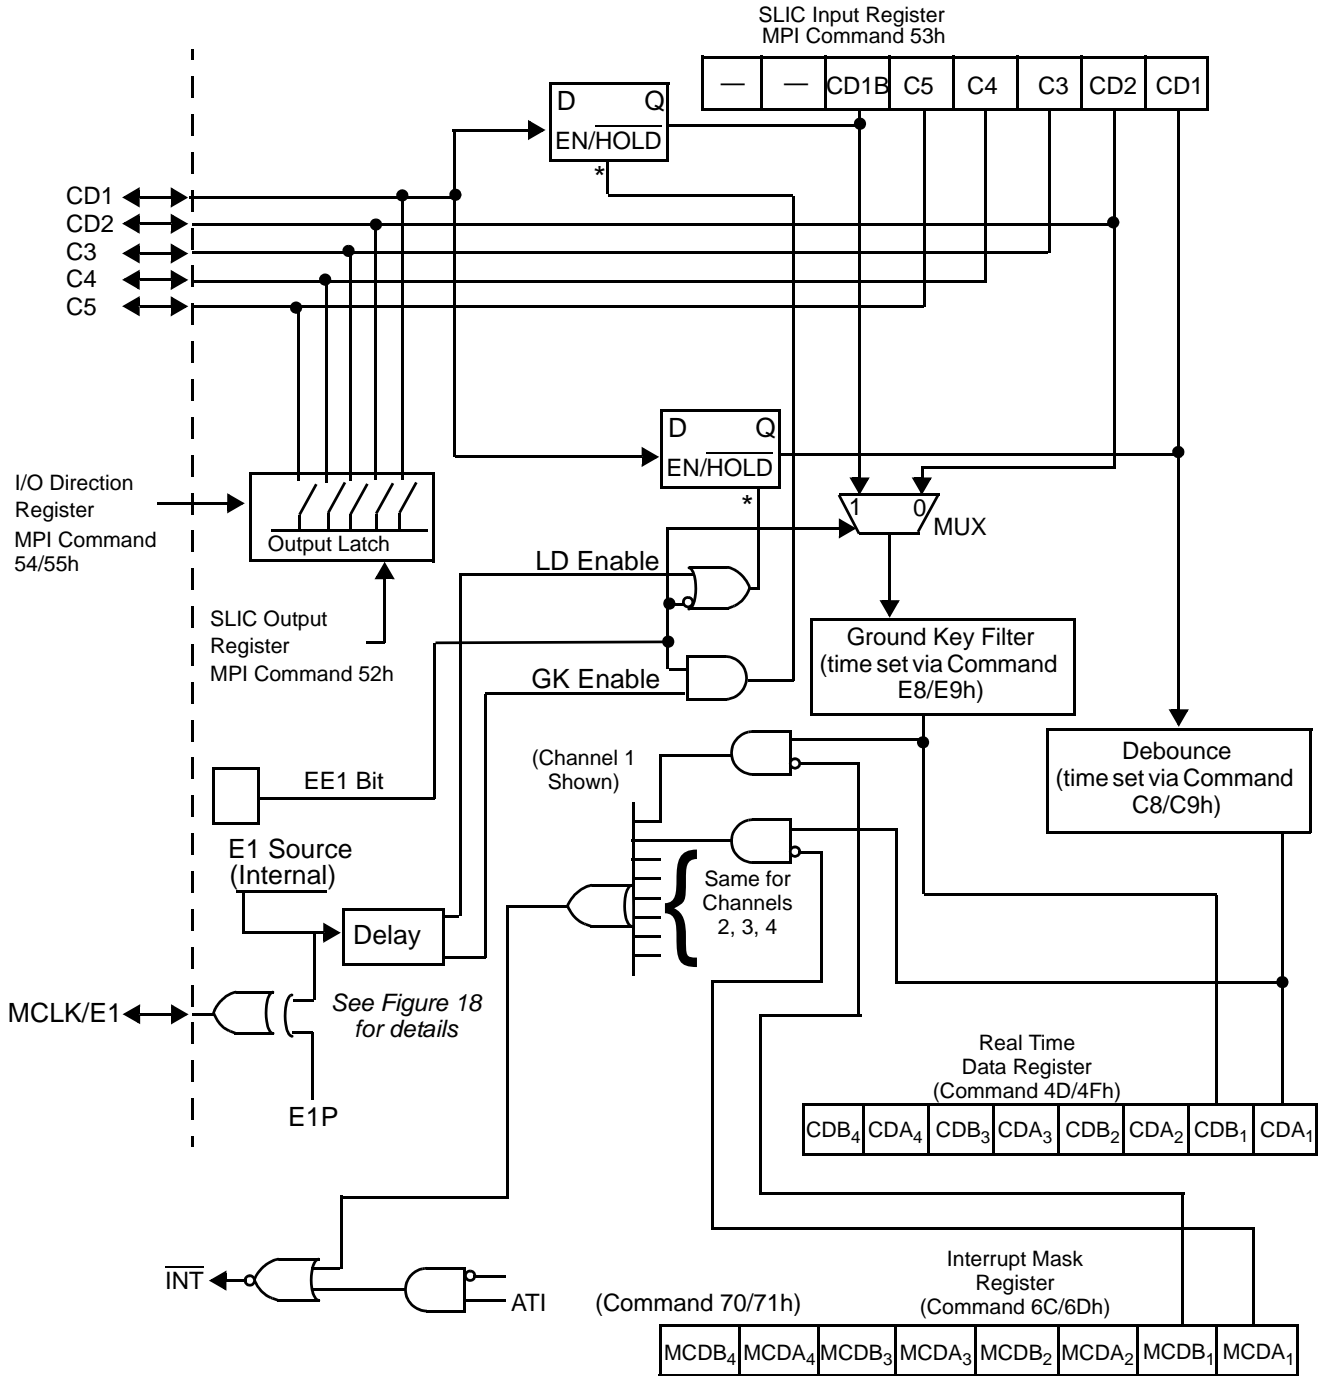 SLIC Input Register
MPI Command 53h
— — CD1B C5 C4 C3 CD2 CD1
D Q
EN/HOLD
*
CD1
CD2
C3
C4
C5
D Q
EN/HOLD
*
I/O Direction
Register
MPI Command
54/55h
Output Latch
1 0
MUX
LD Enable
SLIC Output
Register
MPI Command 52h
GK Enable
Ground Key Filter
(time set via Command
E8/E9h)
(Channel 1
Shown)
Debounce
(time set via Command
C8/C9h)
EE1 Bit
E1 Source
(Internal)
Same for
Channels
2, 3, 4
Delay
See Figure 18
for details
MCLK/E1
E1P
Real Time
Data Register
(Command 4D/4Fh)
CDB4 CDA4 CDB3 CDA3 CDB2 CDA2 CDB1 CDA1
INT
ATI
(Command 70/71h)
Interrupt Mask
Register
(Command 6C/6Dh)
MCDB4 MCDA4 MCDB3 MCDA3 MCDB2 MCDA2 MCDB1 MCDA1